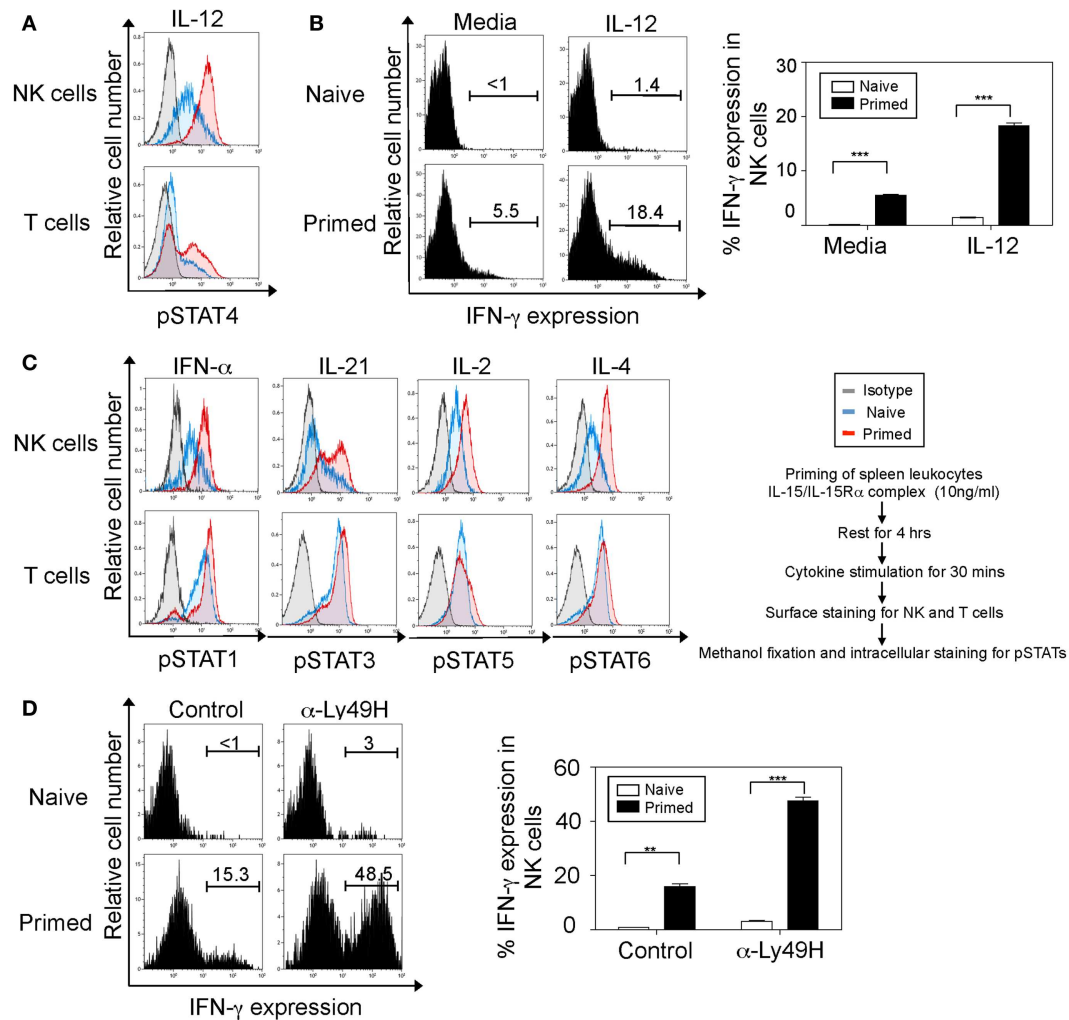 A
IL-12
NK cells
T cells
Relative cell number
pSTAT4
B
Media
IL-12
Naive
Primed
Relative cell number
<1
1.4
5.5
18.4
IFN-γ expression
% IFN-γ expression in
NK cells
30
20
10
0
Naive
Primed
***
***
Media
IL-12
C
IFN-α
IL-21
IL-2
IL-4
NK cells
T cells
Relative cell number
pSTAT1
pSTAT3
pSTAT5
pSTAT6
Isotype
Naive
Primed
Priming of spleen leukocytes
IL-15/IL-15Rα complex (10ng/ml)
Rest for 4 hrs
Cytokine stimulation for 30 mins
Surface staining for NK and T cells
Methanol fixation and intracellular staining for pSTATs
D
Control
α-Ly49H
Naive
Primed
Relative cell number
<1
3
15.3
48.5
IFN-γ expression
% IFN-γ expression in
NK cells
60
40
20
0
Naive
Primed
**
***
Control
α-Ly49H